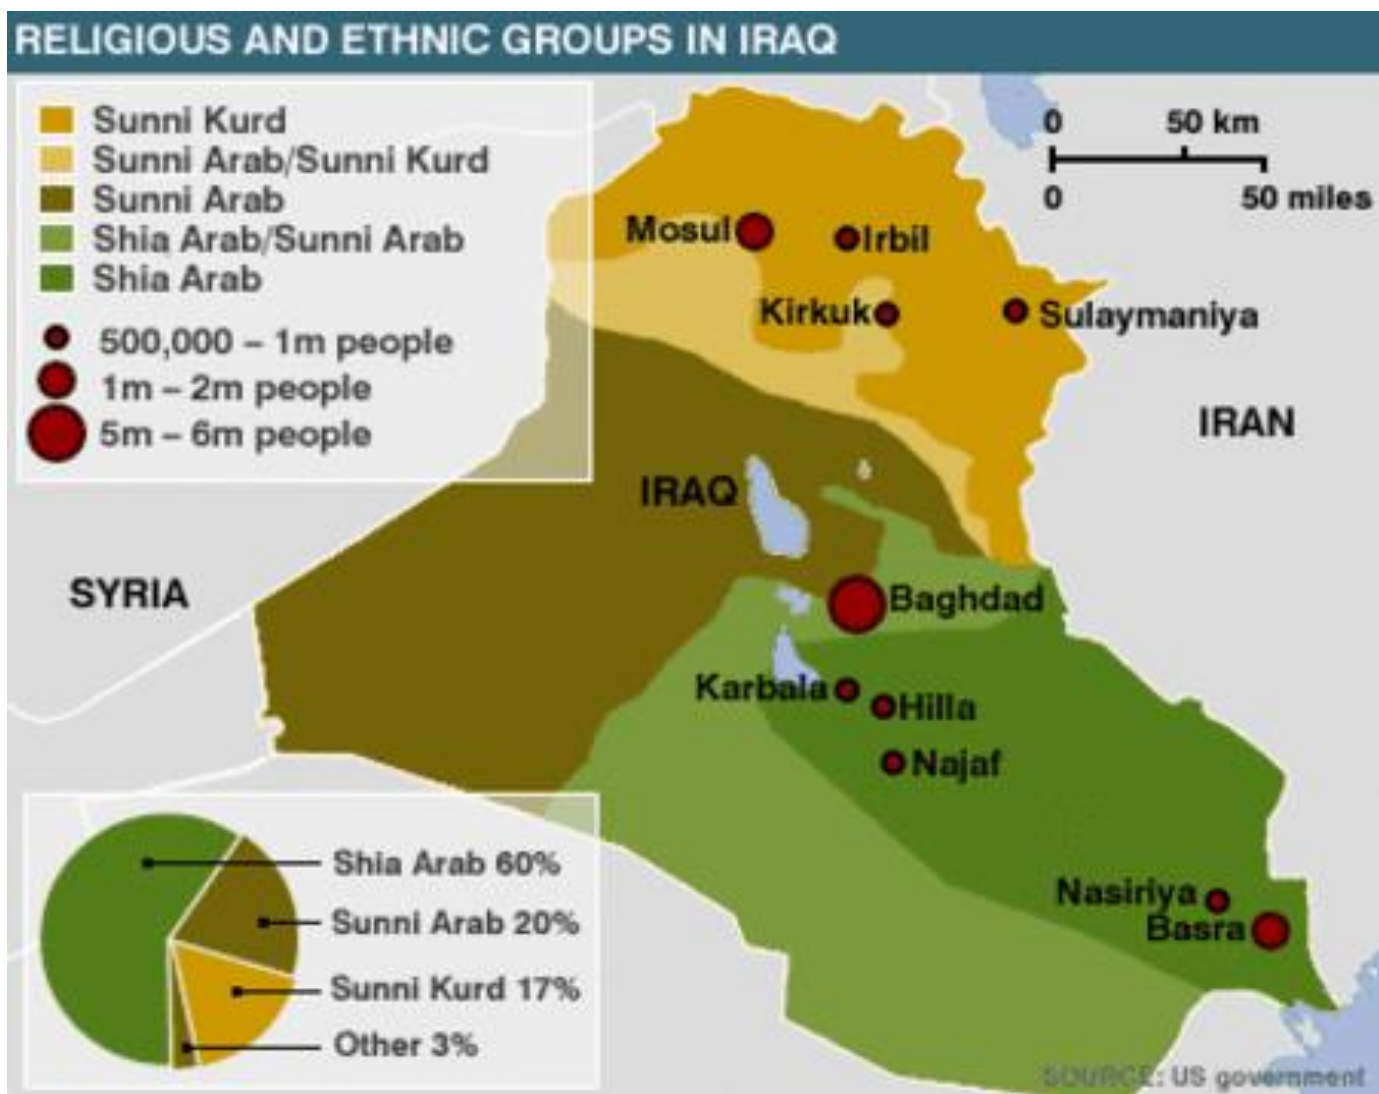 RELIGIOUS AND ETHNIC GROUPS IN IRAQ
Sunni Kurd
Sunni Arab/Sunni Kurd
Sunni Arab
Shia Arab/Sunni Arab
Shia Arab
500,000 – 1m people
1m – 2m people
5m – 6m people
0 50 km
0 50 miles
Mosul
Irbil
Kirkuk
Sulaymaniya
IRAN
IRAQ
SYRIA
Baghdad
Karbala
Hilla
Najaf
Nasiriya
Basra
Shia Arab 60%
Sunni Arab 20%
Sunni Kurd 17%
Other 3%
SOURCE: US government